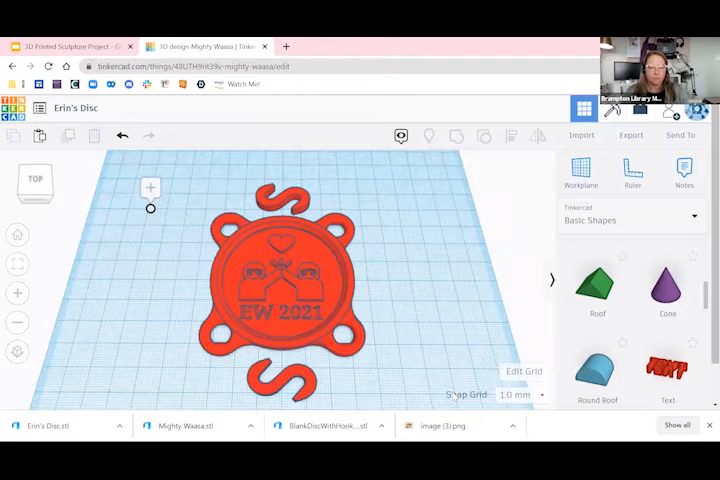 3D Printed Sculpture Project - G
3D design Mighty Waasa | Tinker
tinkercad.com/things/48UTH9nt39v-mighty-waasa/edit
Watch Me!
Brampton Library M...
TIN
KER
CAD
Erin's Disc
Import
Export
Send To
TOP
Workplane
Ruler
Notes
Tinkercad
Basic Shapes
EW 2021
Roof
Cone
Edit Grid
Snap Grid
1.0 mm
TEXT
Round Roof
Text
Erin's Disc.stl
Mighty Waasa.stl
BlankDiscWithHook....stl
image (3).png
Show all